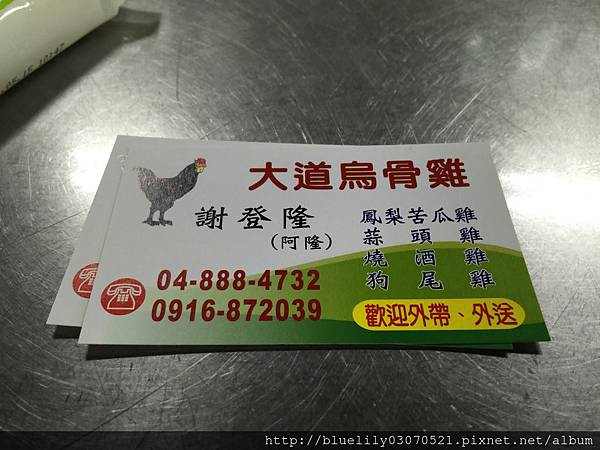 大道烏骨雞
謝登隆
(阿隆)
鳳梨苦瓜雞
蒜頭雞
燒酒雞
狗尾雞
04-888-4732
0916-872039
歡迎外帶、外送
http://bluelily03070521.pixnet.net/album